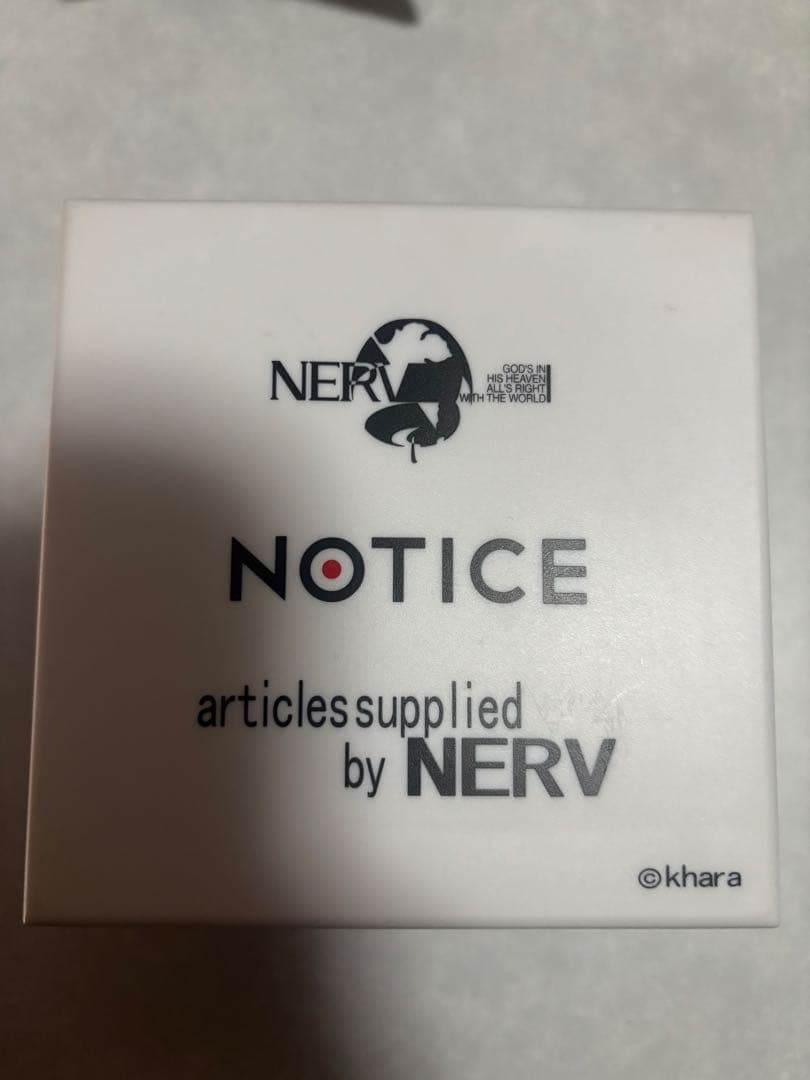 NERV
GOD'S IN
HIS HEAVEN
ALL'S RIGHT
WITH THE WORLD
NOTICE
articles supplied
by NERV
©khara